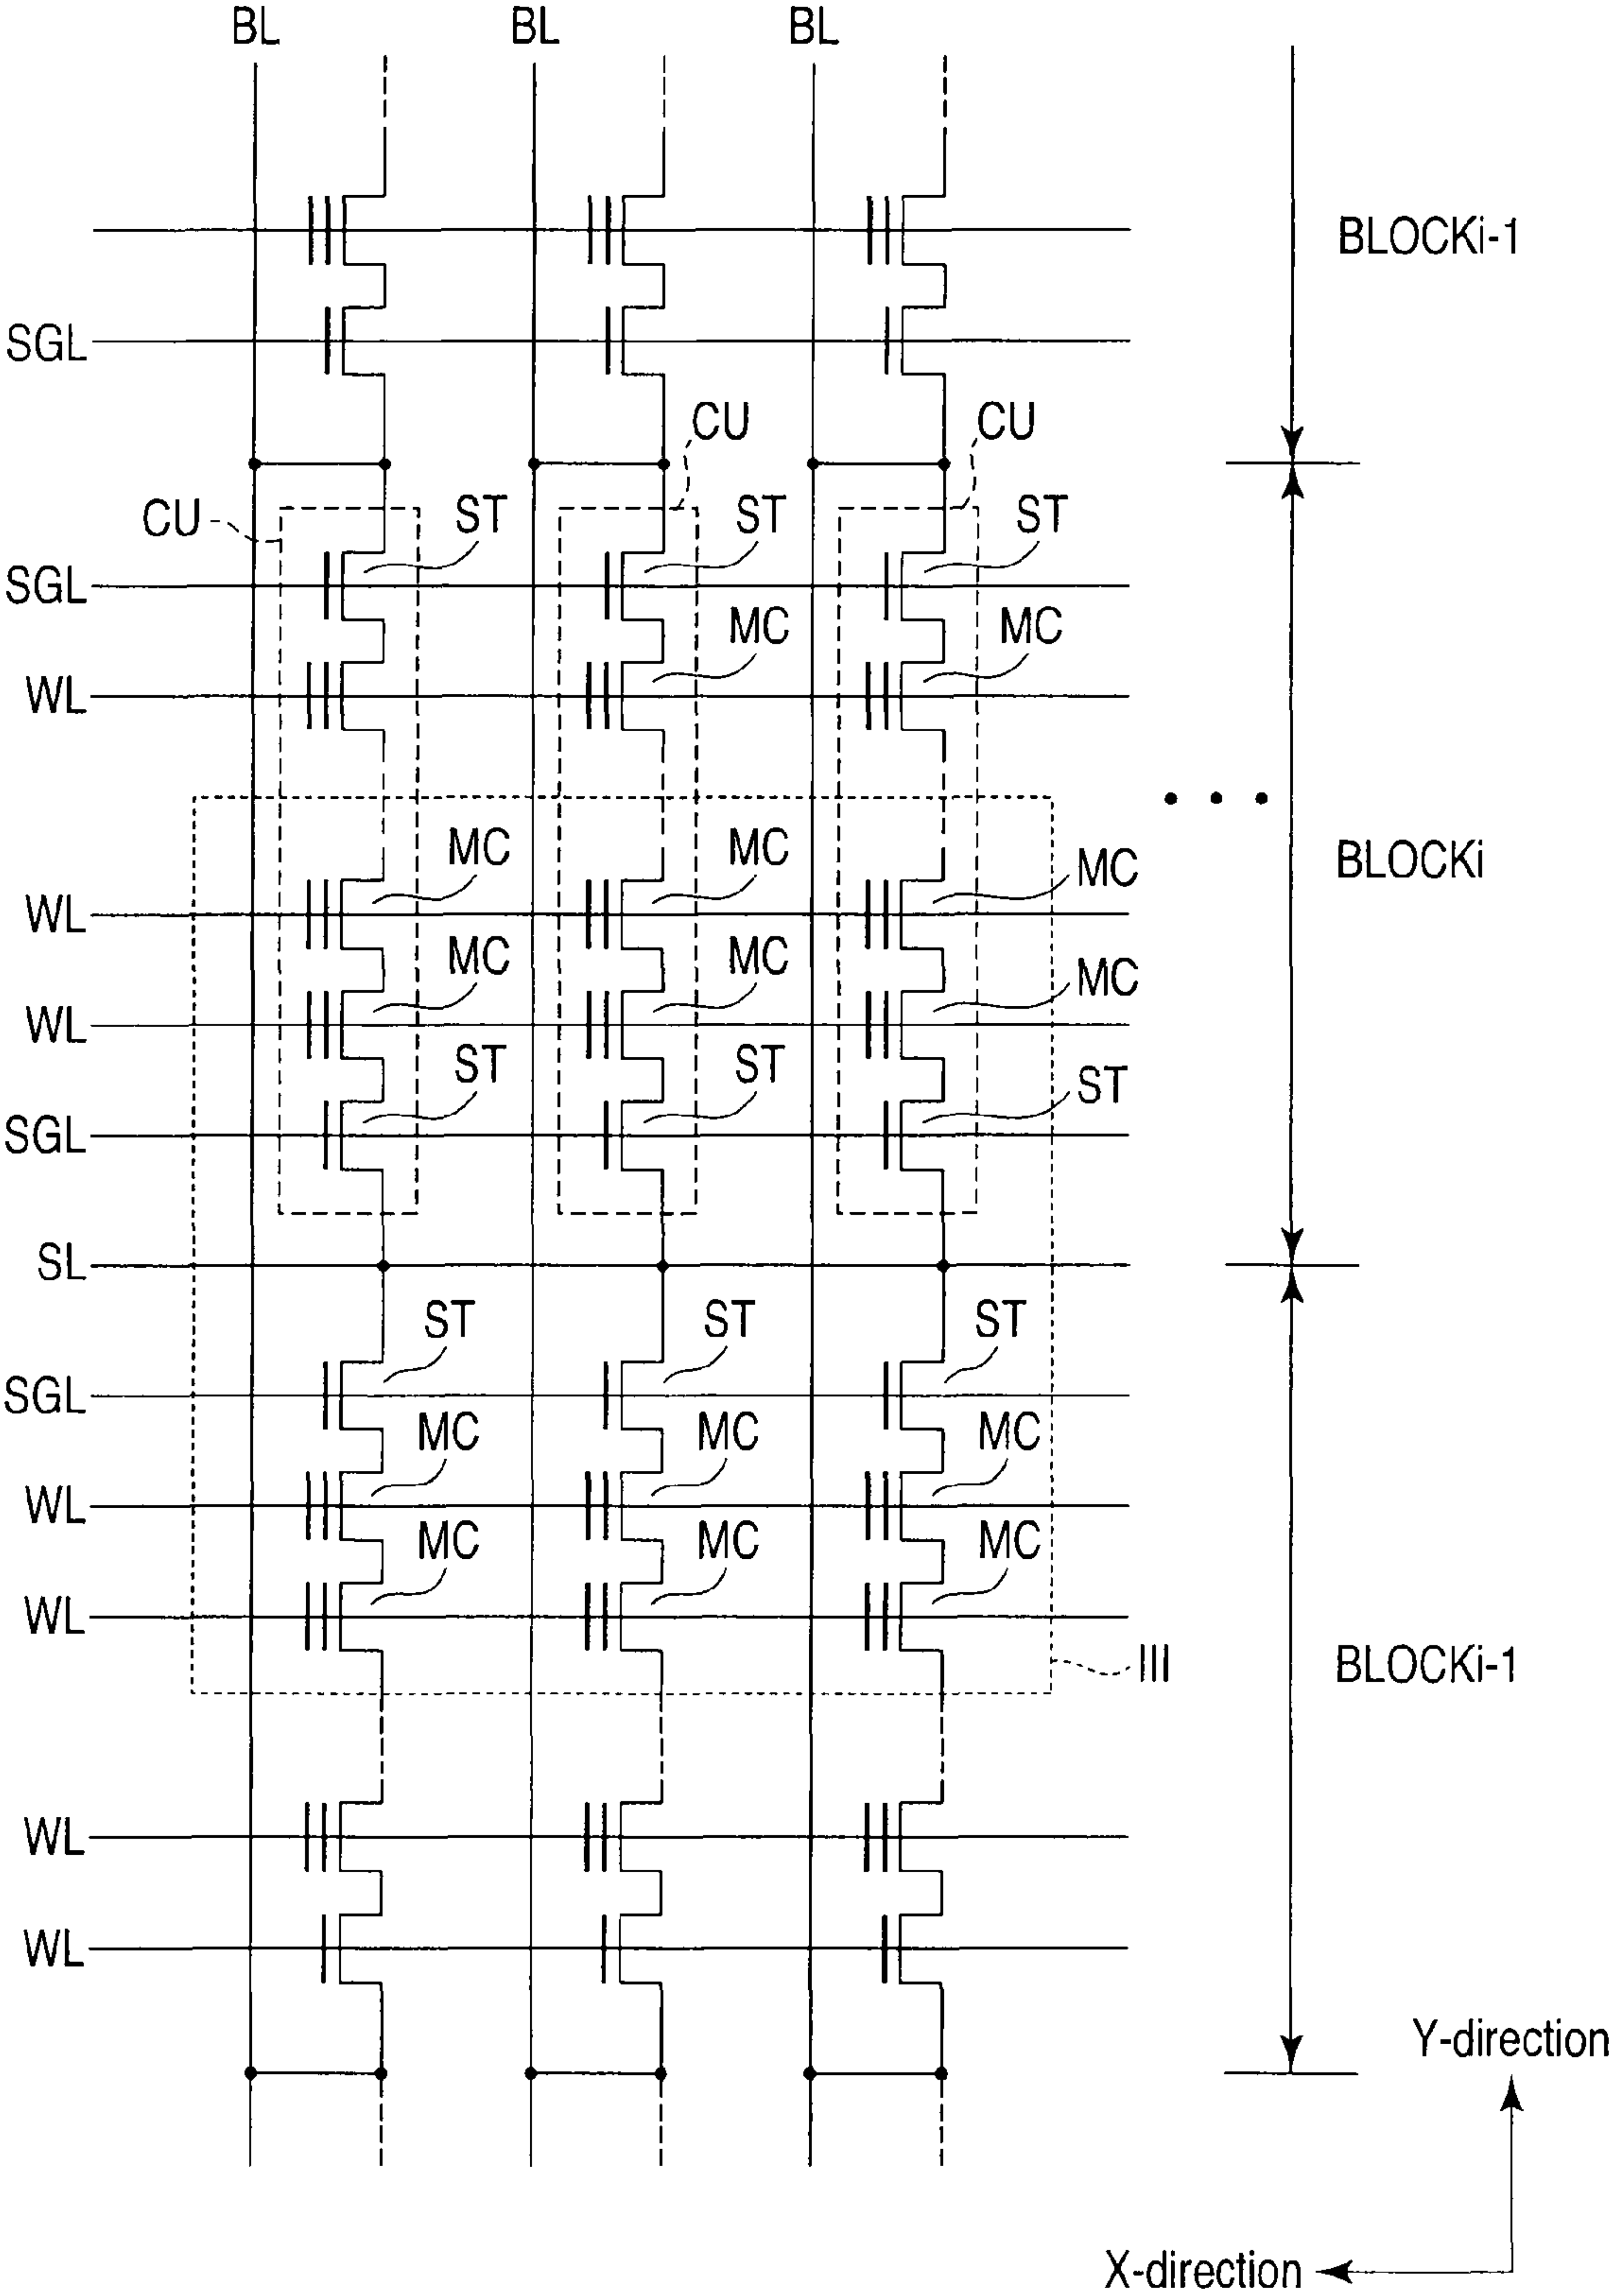 BL BL BL
BLOCKi-1
SGL
CU CU
CU ST ST ST
SGL
MC MC
WL
MC MC MC
BLOCKi
WL
MC MC MC
WL
ST ST ST
SGL
SL
ST ST ST
SGL
MC MC MC
WL
MC MC MC
WL
III
BLOCKi-1
WL
WL
Y-direction
X-direction